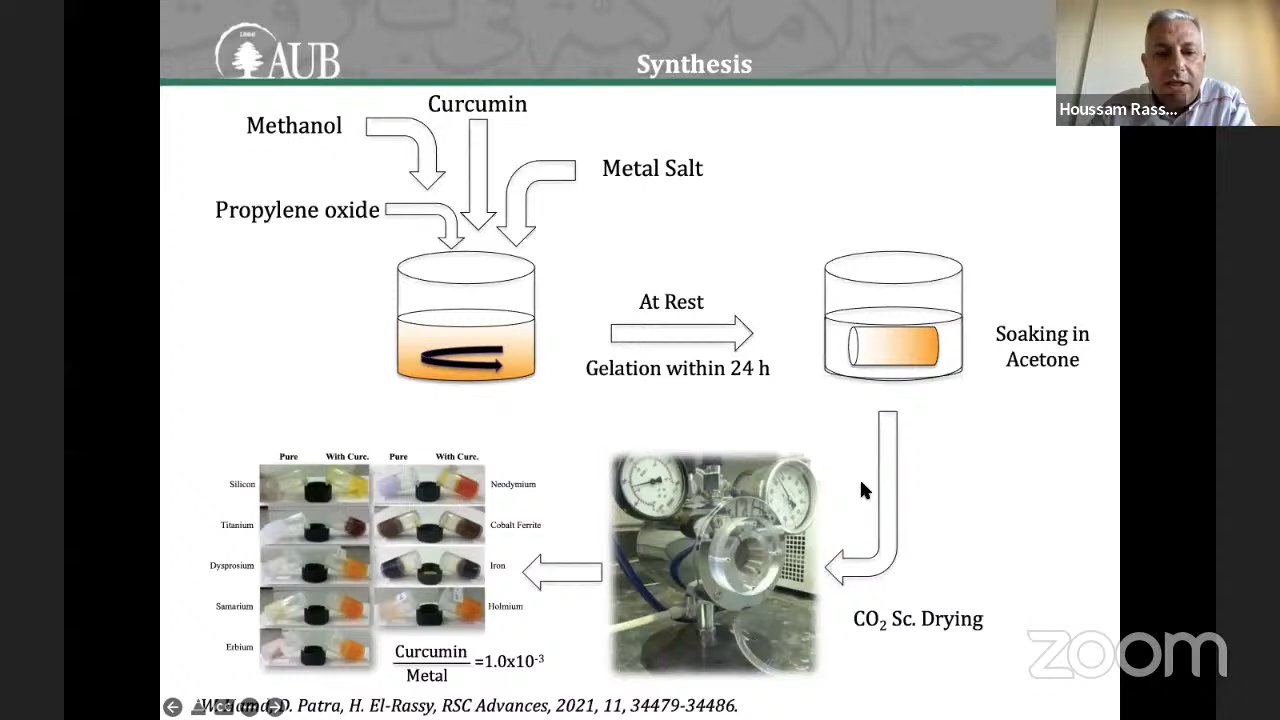 1866
AUB
Synthesis
Houssam Rass...
Curcumin
Methanol
Metal Salt
Propylene oxide
At Rest
Gelation within 24 h
Soaking in
Acetone
Pure With Curc. Pure With Curc.
Silicon
Neodymium
Titanium
Cobalt Ferrite
Dysprosium
Iron
Samarium
Holmium
Erbium
Curcumin
Metal
=1.0x10-3
CO2 Sc. Drying
zoom
D. Patra, H. El-Rassy, RSC Advances, 2021, 11, 34479-34486.